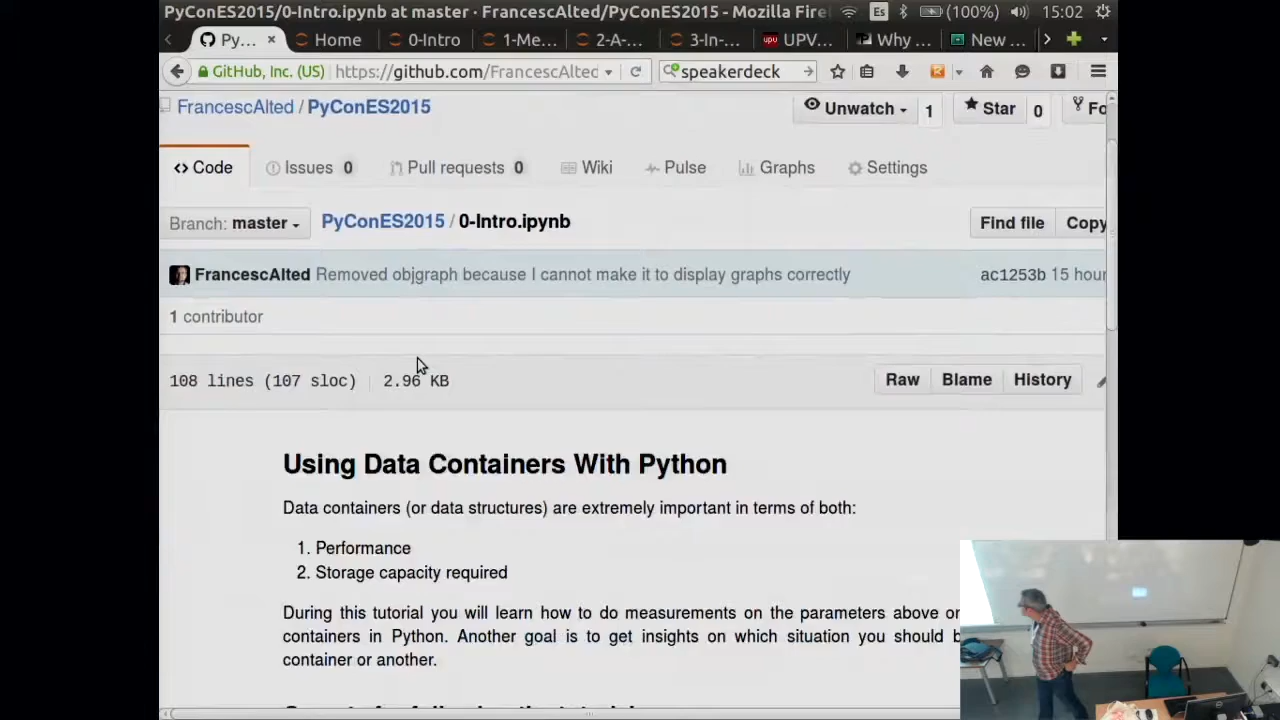 PyConES2015/0-Intro.ipynb at master · FrancescAlted/PyConES2015 - Mozilla Fire
Es (100%) 15:02
Py... × Home 0-Intro 1-Me... 2-A-... 3-In-... upv UPV... Why ... New ...
GitHub, Inc. (US) https://github.com/FrancescAlted speakerdeck
FrancescAlted / PyConES2015
Unwatch 1 Star 0 Fo
Code Issues 0 Pull requests 0 Wiki Pulse Graphs Settings
Branch: master PyConES2015 / 0-Intro.ipynb Find file Copy
FrancescAlted Removed objgraph because I cannot make it to display graphs correctly ac1253b 15 hour
1 contributor
108 lines (107 sloc) 2.96 KB Raw Blame History
Using Data Containers With Python
Data containers (or data structures) are extremely important in terms of both:
1. Performance
2. Storage capacity required
During this tutorial you will learn how to do measurements on the parameters above on
containers in Python. Another goal is to get insights on which situation you should b
container or another.